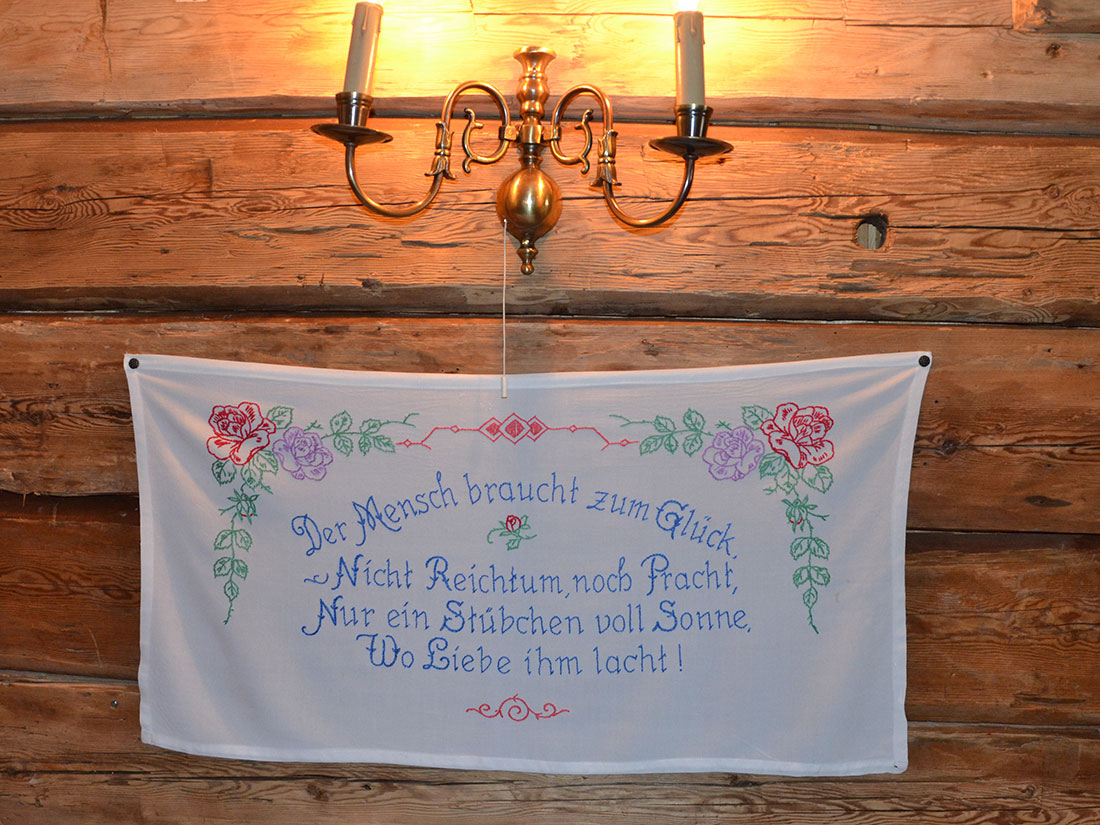 Der Mensch braucht zum Glück,
Nicht Reichtum, noch Pracht,
Nur ein Stübchen voll Sonne,
Wo Liebe ihm lacht!